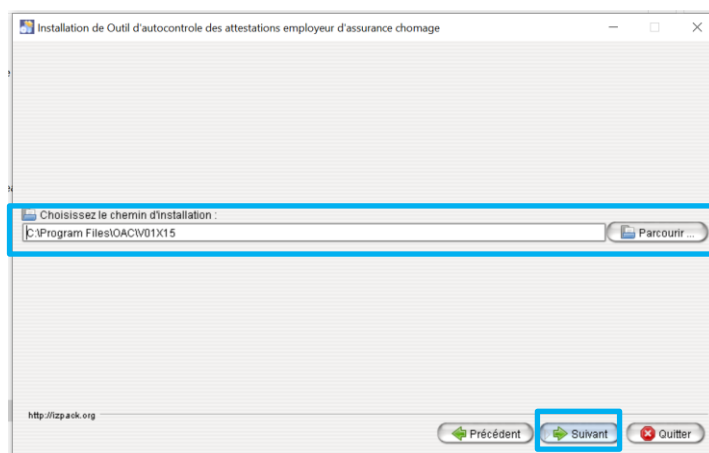 Installation de Outil d'autocontrole des attestations employeur d'assurance chomage
Choisissez le chemin d'installation :
C:\Program Files\OAC\V01X15
Parcourir ...
http://izpack.org
Précédent
Suivant
Quitter